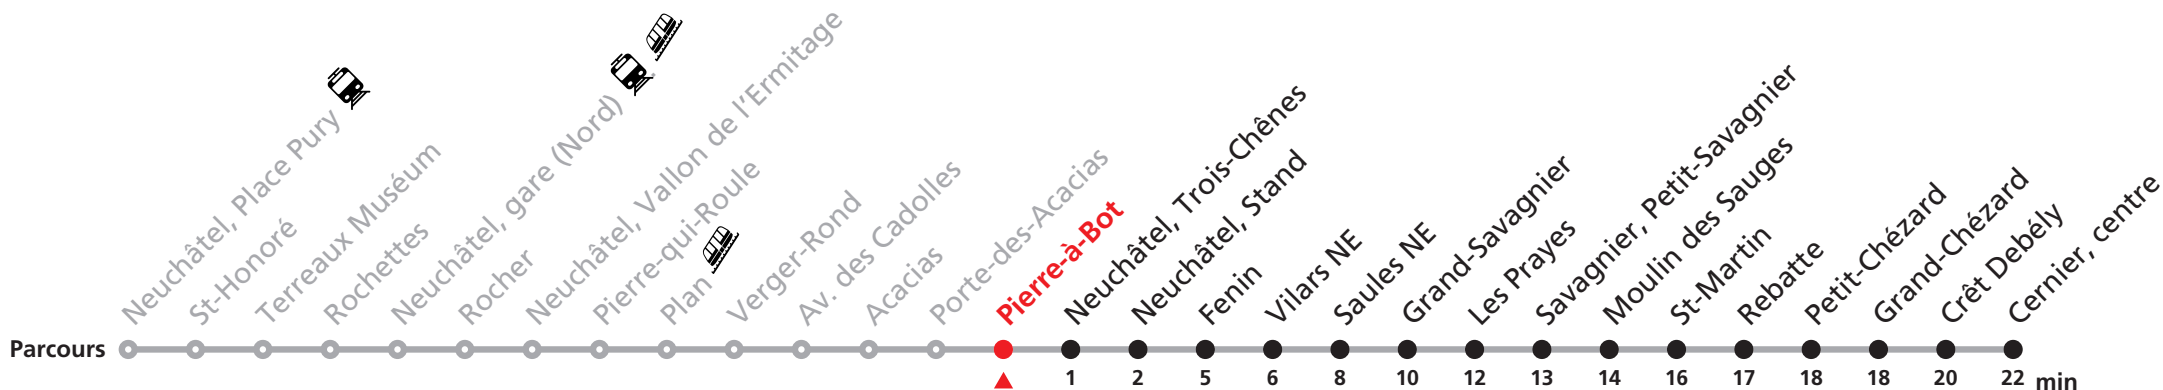 Neuchâtel, Place Pury
St-Honoré
Terreaux Muséum
Rochettes
Neuchâtel, gare (Nord)
Rocher
Neuchâtel, Vallon de l'Ermitage
Pierre-qui-Roule
Plan
Verger-Rond
Av. des Cadolles
Acacias
Porte-des-Acacias
Pierre-à-Bot
Neuchâtel, Trois-Chênes
Neuchâtel, Stand
Fenin
Vilars NE
Saules NE
Grand-Savagnier
Les Prayes
Savagnier, Petit-Savagnier
Moulin des Sauges
St-Martin
Rebatte
Petit-Chézard
Grand-Chézard
Crêt Debély
Cernier, centre
Parcours
1 2 5 6 8 10 12 13 14 16 17 18 18 20 22 min